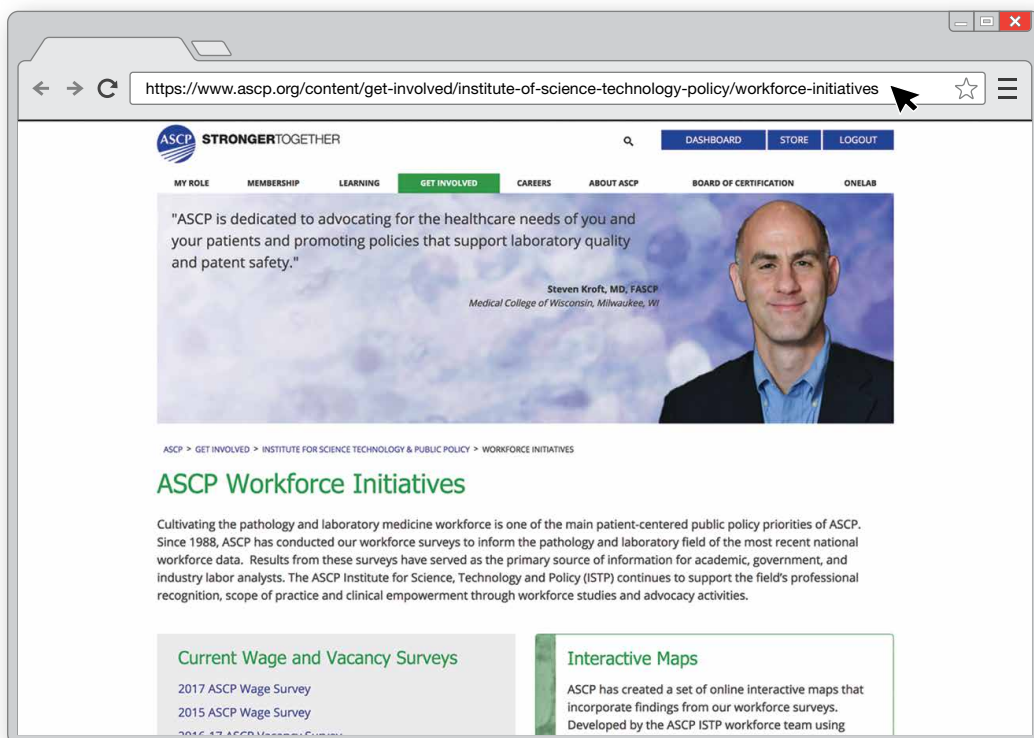 https://www.ascp.org/content/get-involved/institute-of-science-technology-policy/workforce-initiatives
ASCP STRONGERTOGETHER
DASHBOARD STORE LOGOUT
MY ROLE MEMBERSHIP LEARNING GET INVOLVED CAREERS ABOUT ASCP BOARD OF CERTIFICATION ONELAB
"ASCP is dedicated to advocating for the healthcare needs of you and
your patients and promoting policies that support laboratory quality
and patent safety."
Steven Kroft, MD, FASCP
Medical College of Wisconsin, Milwaukee, WI
ASCP > GET INVOLVED > INSTITUTE FOR SCIENCE TECHNOLOGY & PUBLIC POLICY > WORKFORCE INITIATIVES
ASCP Workforce Initiatives
Cultivating the pathology and laboratory medicine workforce is one of the main patient-centered public policy priorities of ASCP.
Since 1988, ASCP has conducted our workforce surveys to inform the pathology and laboratory field of the most recent national
workforce data. Results from these surveys have served as the primary source of information for academic, government, and
industry labor analysts. The ASCP Institute for Science, Technology and Policy (ISTP) continues to support the field's professional
recognition, scope of practice and clinical empowerment through workforce studies and advocacy activities.
Current Wage and Vacancy Surveys
2017 ASCP Wage Survey
2015 ASCP Wage Survey
2016-17 ASCP Vacancy Survey
Interactive Maps
ASCP has created a set of online interactive maps that
incorporate findings from our workforce surveys.
Developed by the ASCP ISTP workforce team using